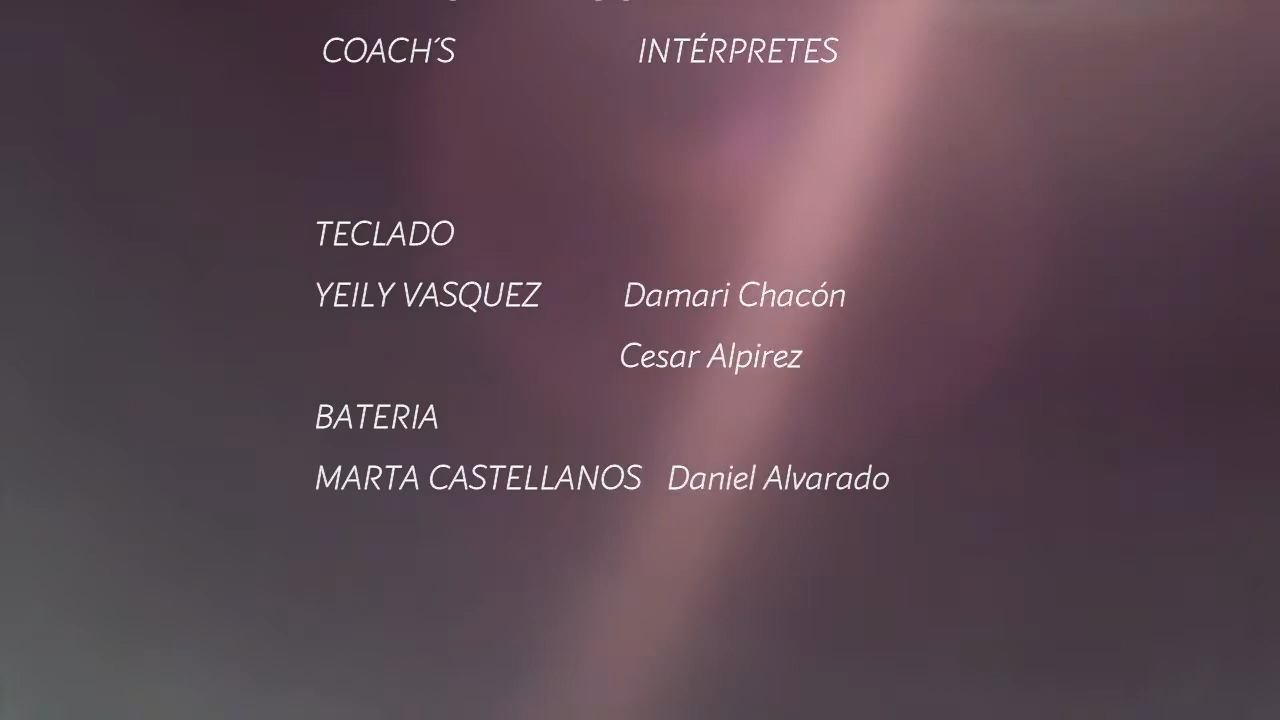 COACH´S INTÉRPRETES
TECLADO
YEILY VASQUEZ Damari Chacón
Cesar Alpirez
BATERIA
MARTA CASTELLANOS Daniel Alvarado